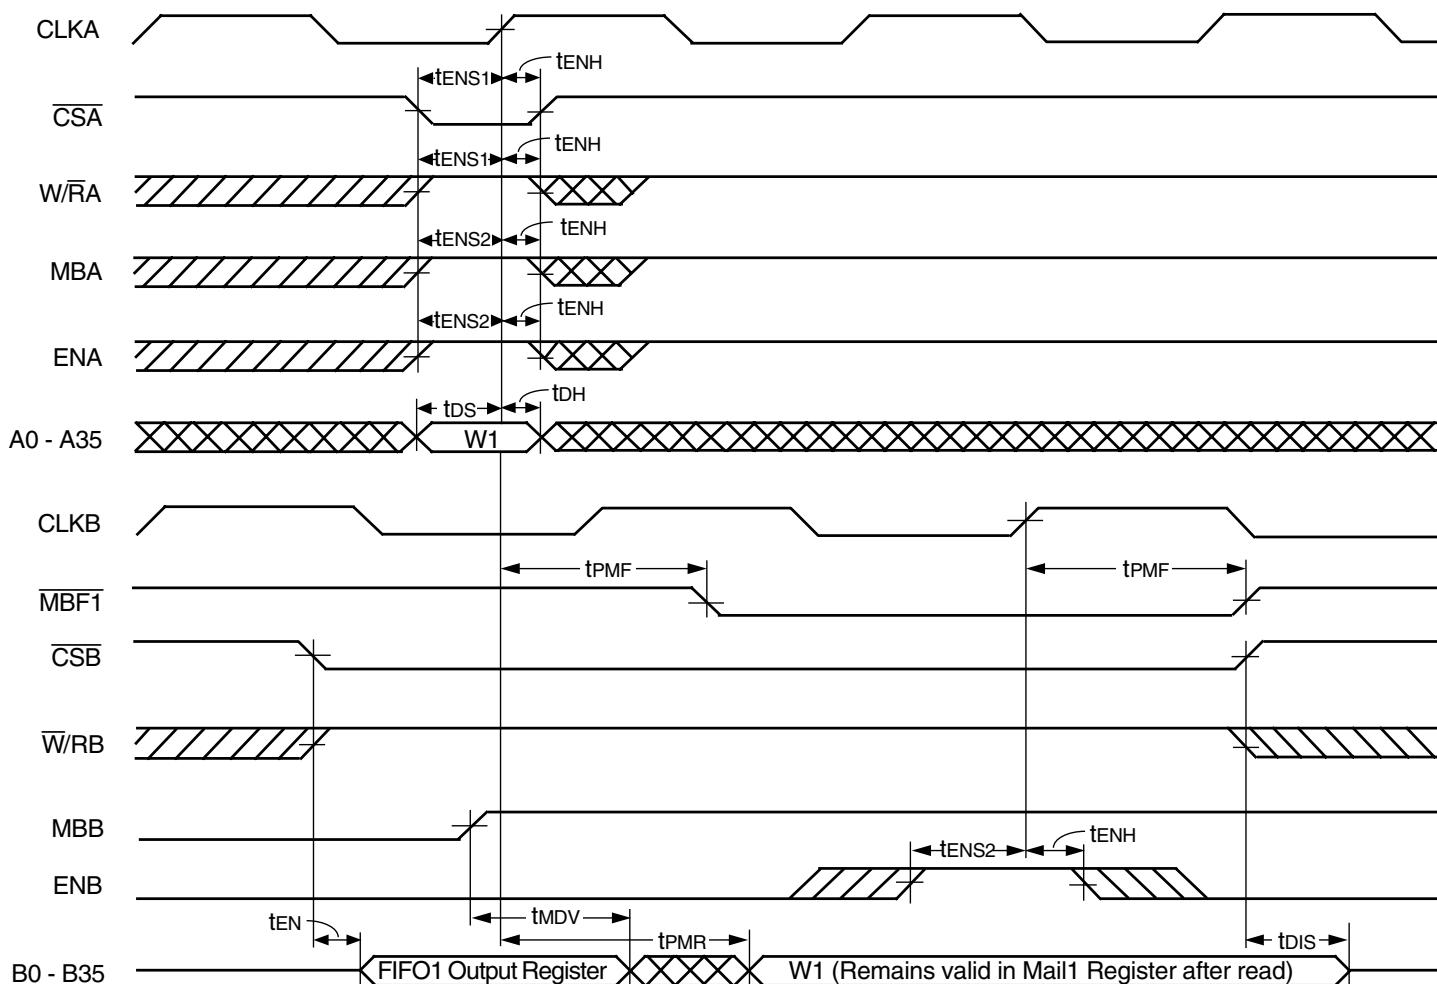 CLKA
tENS1 tENH
CSA
tENS1 tENH
W/RA
tENS2 tENH
MBA
tENS2 tENH
ENA
tDS tDH
A0 - A35 W1
CLKB
tPMF tPMF
MBF1
CSB
W/RB
MBB
tENS2 tENH
ENB
tEN tMDV
tPMR tDIS
B0 - B35 FIFO1 Output Register W1 (Remains valid in Mail1 Register after read)